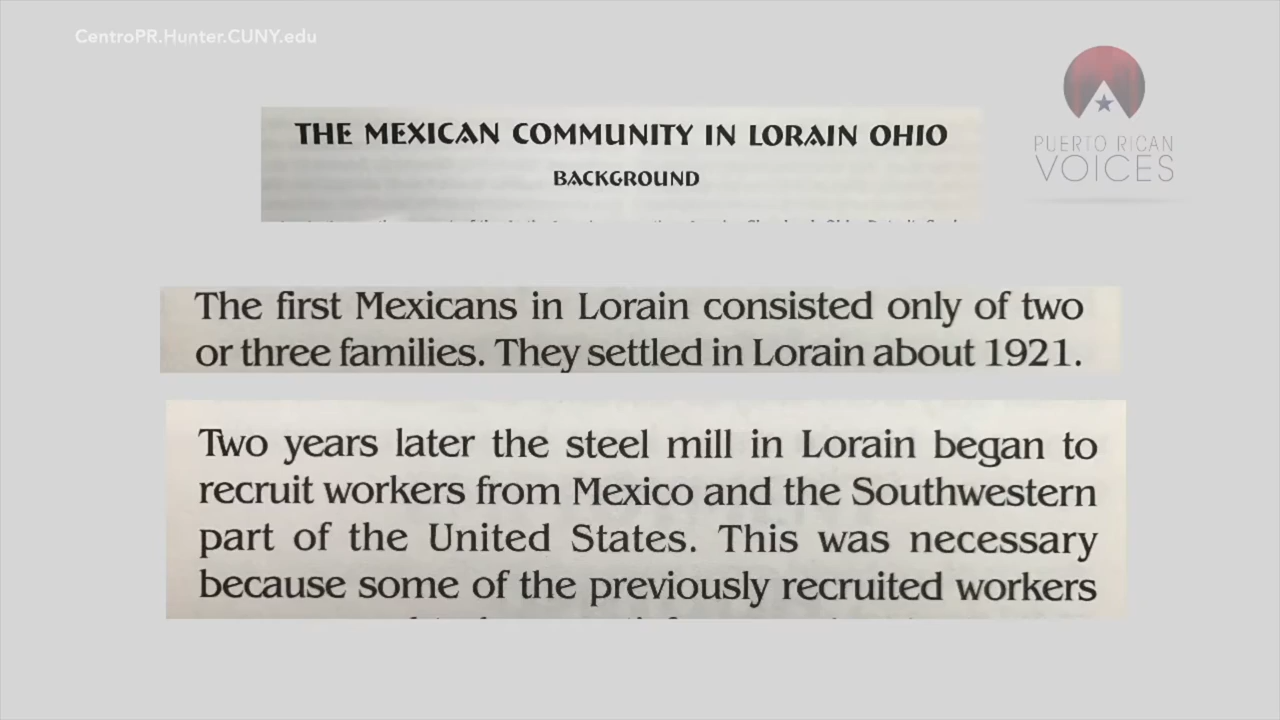 CentroPR.Hunter.CUNY.edu
PUERTO RICAN
VOICES
THE MEXICAN COMMUNITY IN LORAIN OHIO
BACKGROUND
The first Mexicans in Lorain consisted only of two
or three families. They settled in Lorain about 1921.
Two years later the steel mill in Lorain began to
recruit workers from Mexico and the Southwestern
part of the United States. This was necessary
because some of the previously recruited workers